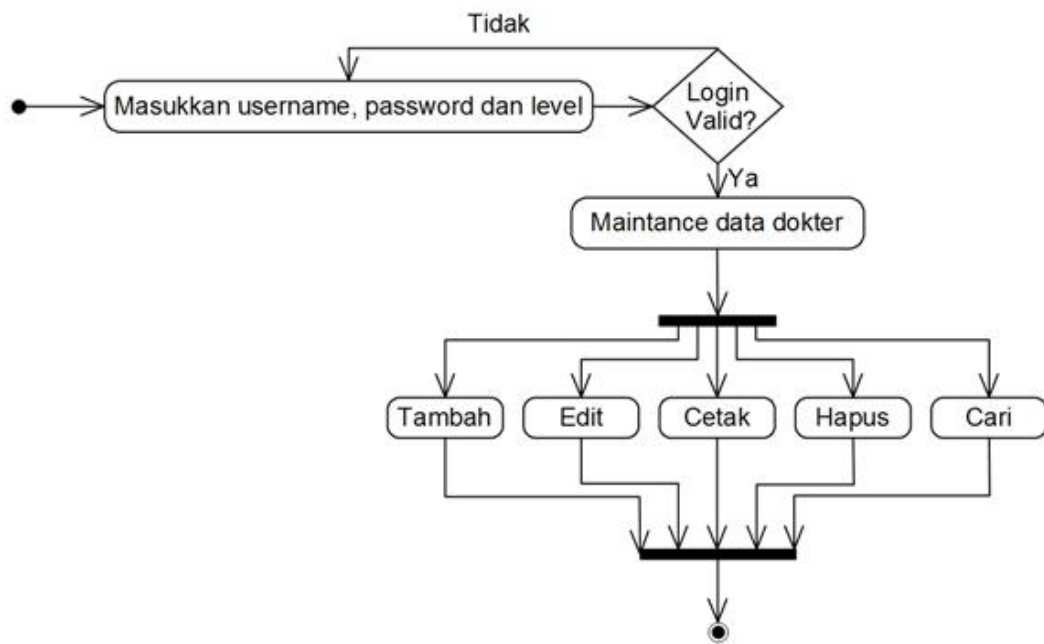 Tidak
Masukkan username, password dan level
Login
Valid?
Ya
Maintance data dokter
Tambah
Edit
Cetak
Hapus
Cari